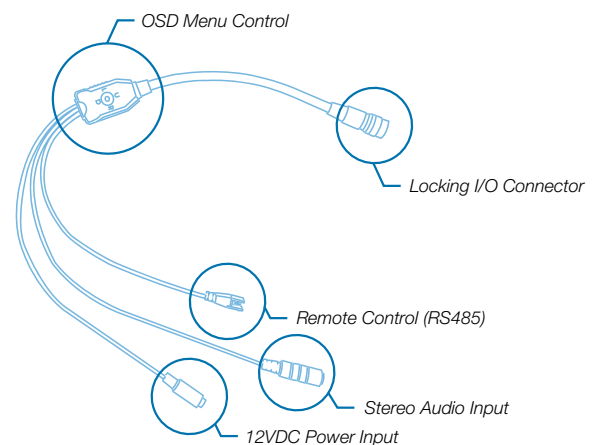 OSD Menu Control
Locking I/O Connector
Remote Control (RS485)
Stereo Audio Input
12VDC Power Input